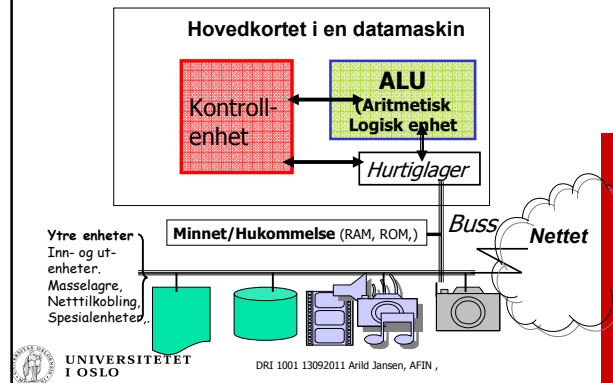 Hovedkortet i en datamaskin
Kontroll-
enhet
ALU
(Aritmetisk
Logisk enhet
Hurtiglager
Buss
Nettet
Minnet/Hukommelse (RAM, ROM,)
Ytre enheter
Inn- og ut-
enheter.
Masselagre,
Netttilkobling,
Spesialenheter,.
UNIVERSITETET
I OSLO
DRI 1001 13092011 Arild Jansen, AFIN ,